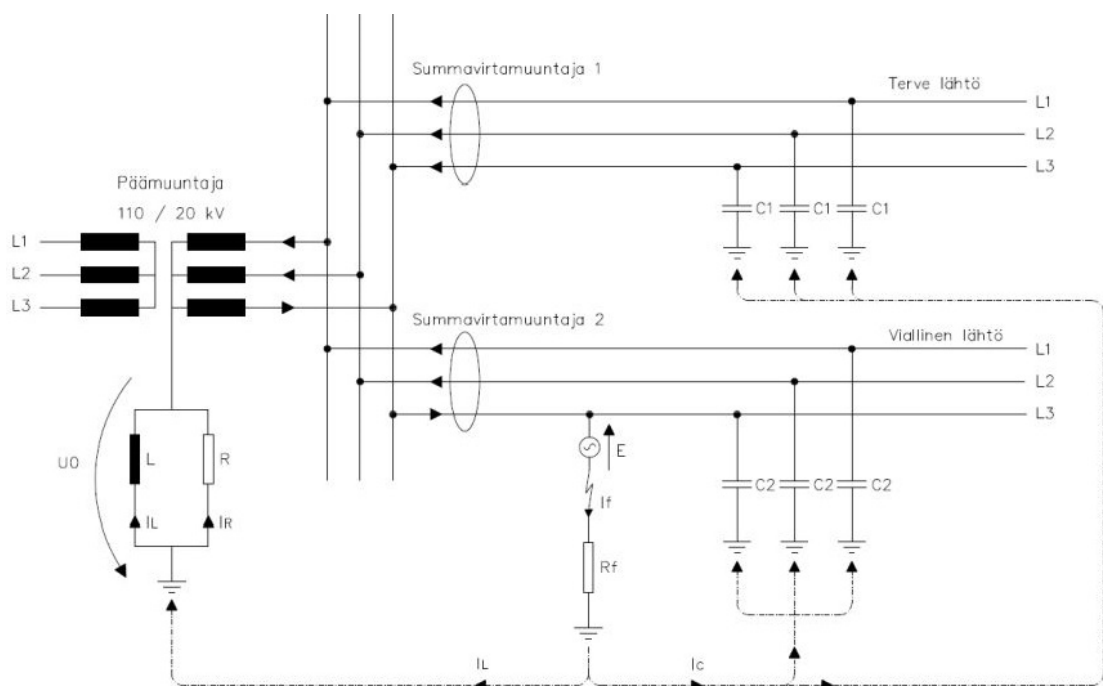 Summavirtamuuntaja 1
Terve lähtö
L1
L2
L3
C1 C1 C1
Päämuuntaja
110 / 20 kV
L1
L2
L3
Summavirtamuuntaja 2
Viallinen lähtö
L1
L2
L3
E
If
Rf
C2 C2 C2
U0
L R
IL IR
IL Ic